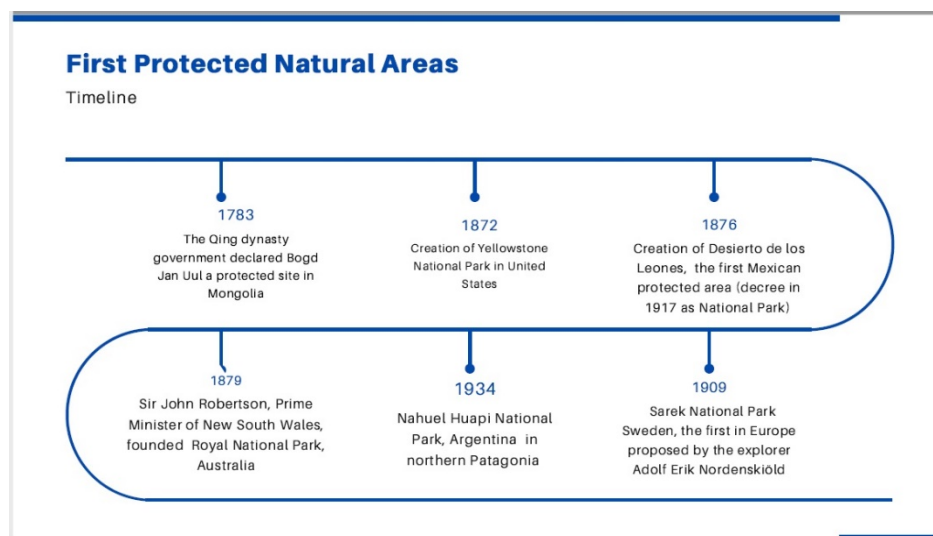 First Protected Natural Areas
Timeline
1783
The Qing dynasty
government declared Bogd
Jan Uul a protected site in
Mongolia
1872
Creation of Yellowstone
National Park in United
States
1876
Creation of Desierto de los
Leones, the first Mexican
protected area (decree in
1917 as National Park)
1879
Sir John Robertson, Prime
Minister of New South Wales,
founded Royal National Park,
Australia
1934
Nahuel Huapi National
Park, Argentina in
northern Patagonia
1909
Sarek National Park
Sweden, the first in Europe
proposed by the explorer
Adolf Erik Nordenskiöld